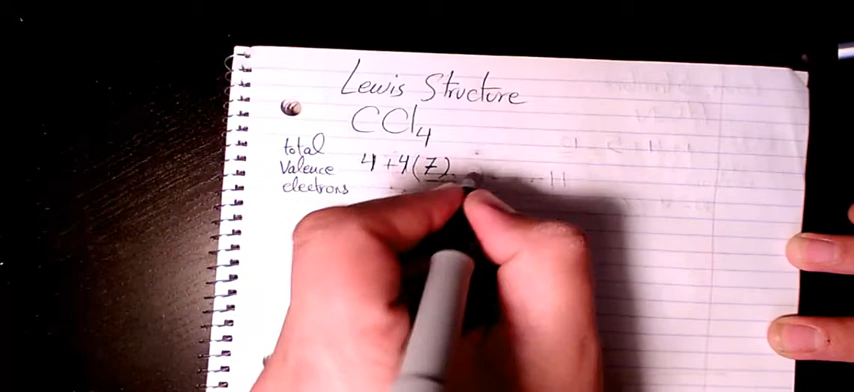 Lewis Structure
CCl4
total
Valence
electrons
4+4(7)